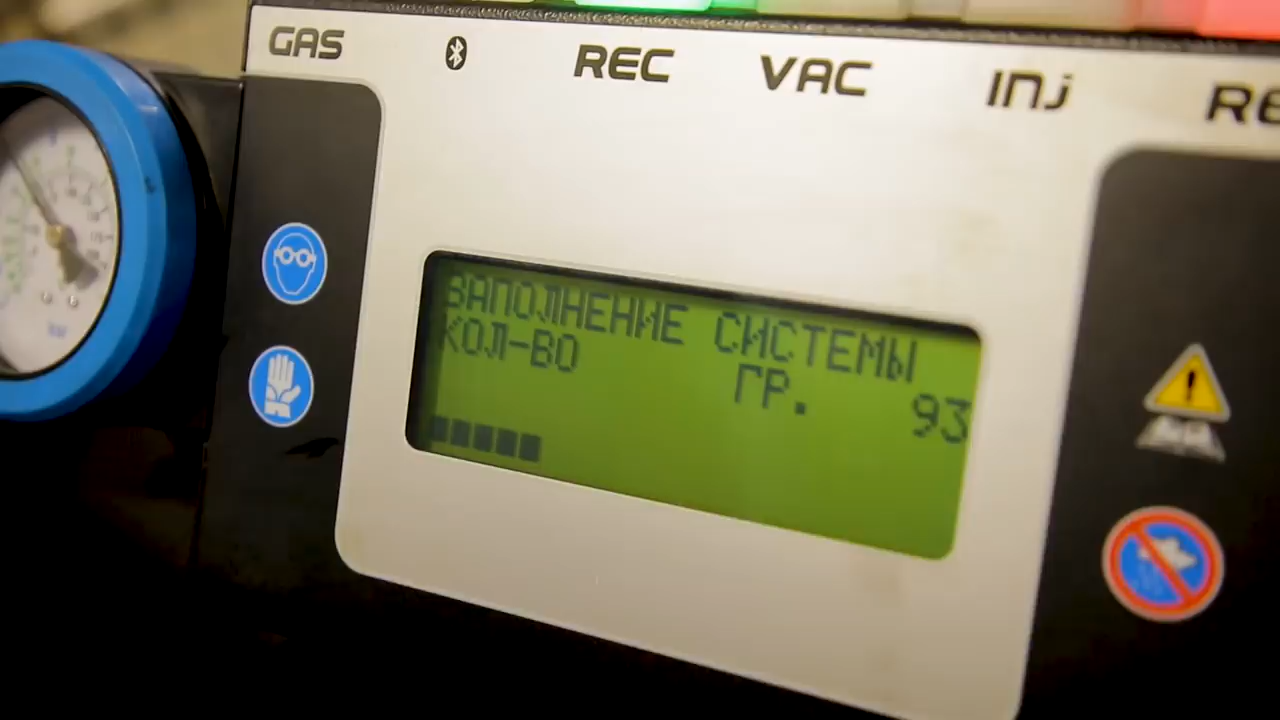 GAS REC VAC INJ RE
ЗАПОЛНЕНИЕ СИСТЕМЫ
КОЛ-ВО ГР. 93